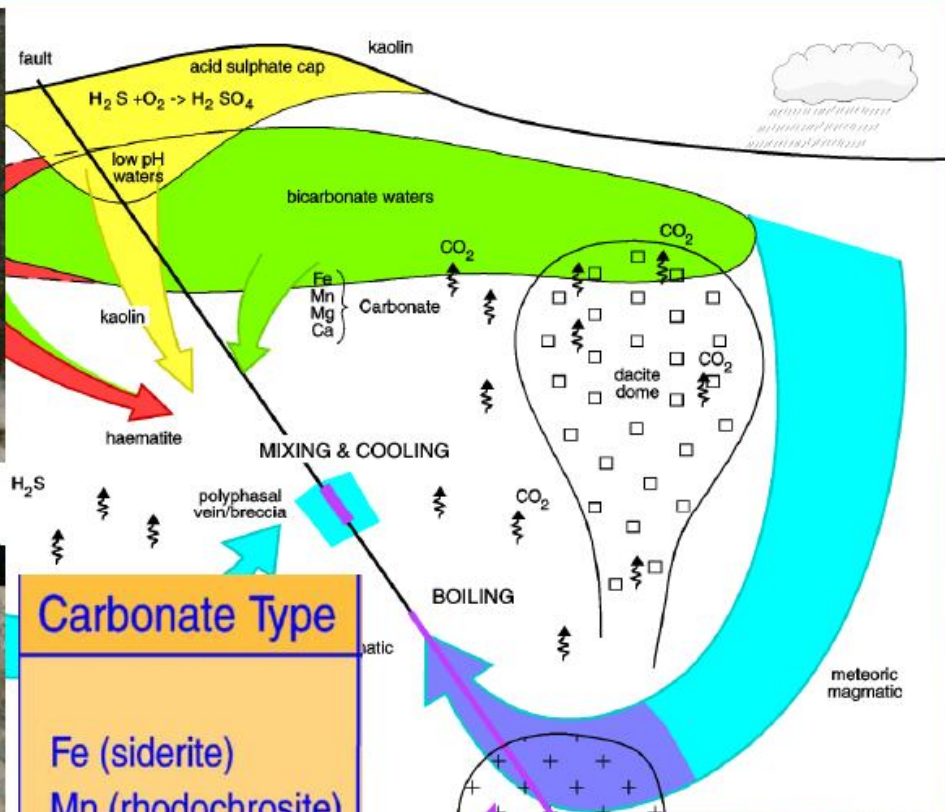 fault
kaolin
acid sulphate cap
H₂S +O₂ -> H₂SO₄
low pH
waters
bicarbonate waters
CO₂
CO₂
Fe
Mn
Mg
Ca
Carbonate
kaolin
CO₂
dacite
dome
haematite
MIXING & COOLING
H₂S
polyphasal
vein/breccia
CO₂
BOILING
Carbonate Type
meteoric
magmatic
Fe (siderite)
Mn (rhodochrosite)